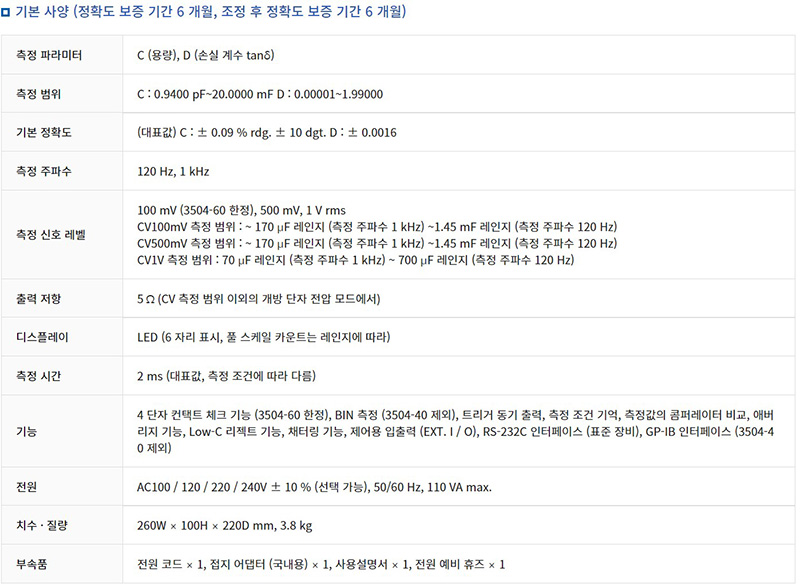 기본 사양 (정확도 보증 기간 6 개월, 조정 후 정확도 보증 기간 6 개월)
측정 파라미터
C (용량), D (손실 계수 tanδ)
측정 범위
C : 0.9400 pF~20.0000 mF D : 0.00001~1.99000
기본 정확도
(대표값) C : ± 0.09 % rdg. ± 10 dgt. D : ± 0.0016
측정 주파수
120 Hz, 1 kHz
측정 신호 레벨
100 mV (3504-60 한정), 500 mV, 1 V rms
CV100mV 측정 범위 : ~ 170 μF 레인지 (측정 주파수 1 kHz) ~1.45 mF 레인지 (측정 주파수 120 Hz)
CV500mV 측정 범위 : ~ 170 μF 레인지 (측정 주파수 1 kHz) ~1.45 mF 레인지 (측정 주파수 120 Hz)
CV1V 측정 범위 : 70 μF 레인지 (측정 주파수 1 kHz) ~ 700 μF 레인지 (측정 주파수 120 Hz)
출력 저항
5 Ω (CV 측정 범위 이외의 개방 단자 전압 모드에서)
디스플레이
LED (6 자리 표시, 풀 스케일 카운트는 레인지에 따라)
측정 시간
2 ms (대표값, 측정 조건에 따라 다름)
기능
4 단자 컨택트 체크 기능 (3504-60 한정), BIN 측정 (3504-40 제외), 트리거 동기 출력, 측정 조건 기억, 측정값의 콤퍼레이터 비교, 애버
리지 기능, Low-C 리젝트 기능, 채터링 기능, 제어용 입출력 (EXT. I / O), RS-232C 인터페이스 (표준 장비), GP-IB 인터페이스 (3504-4
0 제외)
전원
AC100 / 120 / 220 / 240V ± 10 % (선택 가능), 50/60 Hz, 110 VA max.
치수 · 질량
260W × 100H × 220D mm, 3.8 kg
부속품
전원 코드 × 1, 접지 어댑터 (국내용) × 1, 사용설명서 × 1, 전원 예비 휴즈 × 1